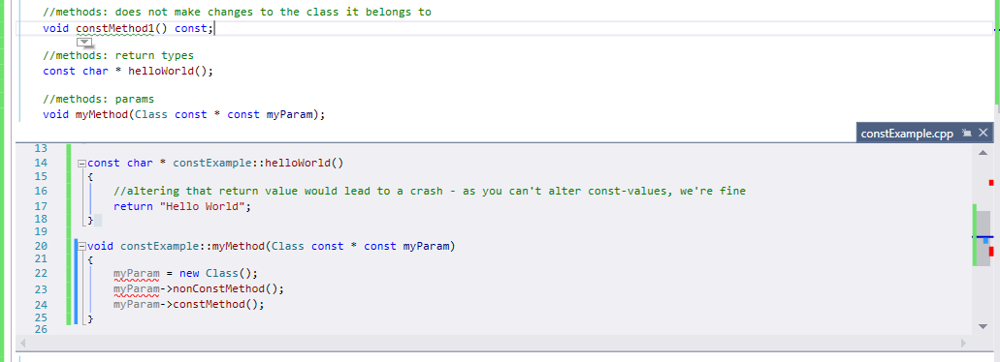 //methods: does not make changes to the class it belongs to
void constMethod1() const;
//methods: return types
const char * helloWorld();
//methods: params
void myMethod(Class const * const myParam);
constExample.cpp
13
14 const char * constExample::helloWorld()
15 {
16 //altering that return value would lead to a crash - as you can't alter const-values, we're fine
17 return "Hello World";
18 }
19
20 void constExample::myMethod(Class const * const myParam)
21 {
22 myParam = new Class();
23 myParam->nonConstMethod();
24 myParam->constMethod();
25 }
26